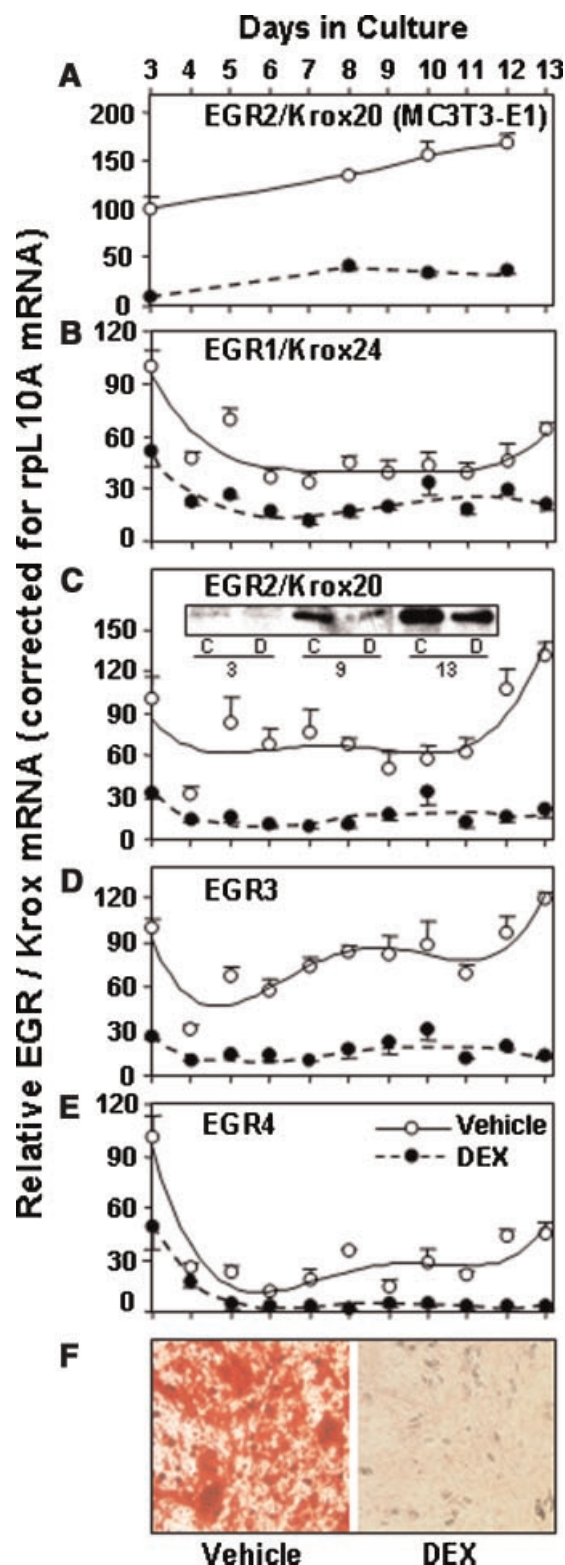 Days in Culture
3 4 5 6 7 8 9 10 11 12 13
Relative EGR / Krox mRNA (corrected for rpL10A mRNA)
A
EGR2/Krox20 (MC3T3-E1)
200
150
100
50
0
B
EGR1/Krox24
120
90
60
30
0
C
EGR2/Krox20
150
120
90
60
30
0
C D C D C D
3 9 13
D
EGR3
120
90
60
30
0
E
EGR4
120
90
60
30
0
Vehicle
DEX
F
Vehicle DEX